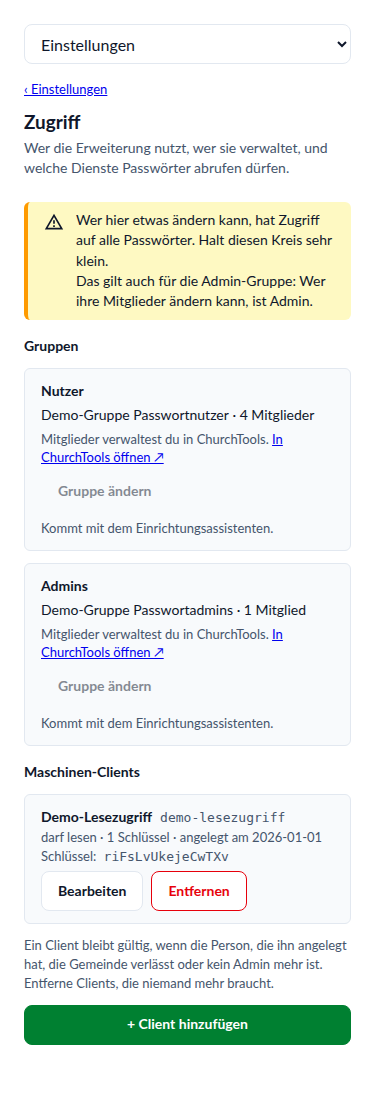 Einstellungen
‹ Einstellungen
Zugriff
Wer die Erweiterung nutzt, wer sie verwaltet, und
welche Dienste Passwörter abrufen dürfen.
Wer hier etwas ändern kann, hat Zugriff
auf alle Passwörter. Halt diesen Kreis sehr
klein.
Das gilt auch für die Admin-Gruppe: Wer
ihre Mitglieder ändern kann, ist Admin.
Gruppen
Nutzer
Demo-Gruppe Passwortnutzer · 4 Mitglieder
Mitglieder verwaltest du in ChurchTools. In
ChurchTools öffnen ↗
Gruppe ändern
Kommt mit dem Einrichtungsassistenten.
Admins
Demo-Gruppe Passwortadmins · 1 Mitglied
Mitglieder verwaltest du in ChurchTools. In
ChurchTools öffnen ↗
Gruppe ändern
Kommt mit dem Einrichtungsassistenten.
Maschinen-Clients
Demo-Lesezugriff demo-lesezugriff
darf lesen · 1 Schlüssel · angelegt am 2026-01-01
Schlüssel: riFsLvUkejeCwTXv
Bearbeiten
Entfernen
Ein Client bleibt gültig, wenn die Person, die ihn angelegt
hat, die Gemeinde verlässt oder kein Admin mehr ist.
Entferne Clients, die niemand mehr braucht.
+ Client hinzufügen